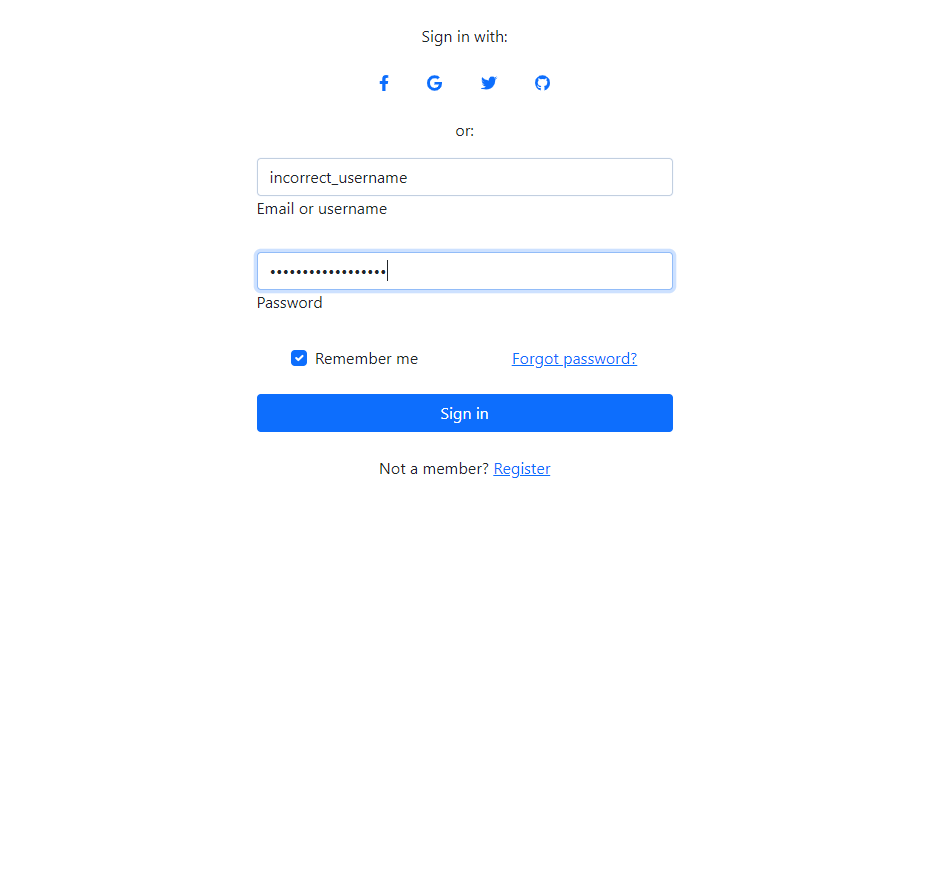 Sign in with:
or:
incorrect_username
Email or username
••••••••••••••••••
Password
Remember me Forgot password?
Sign in
Not a member? Register